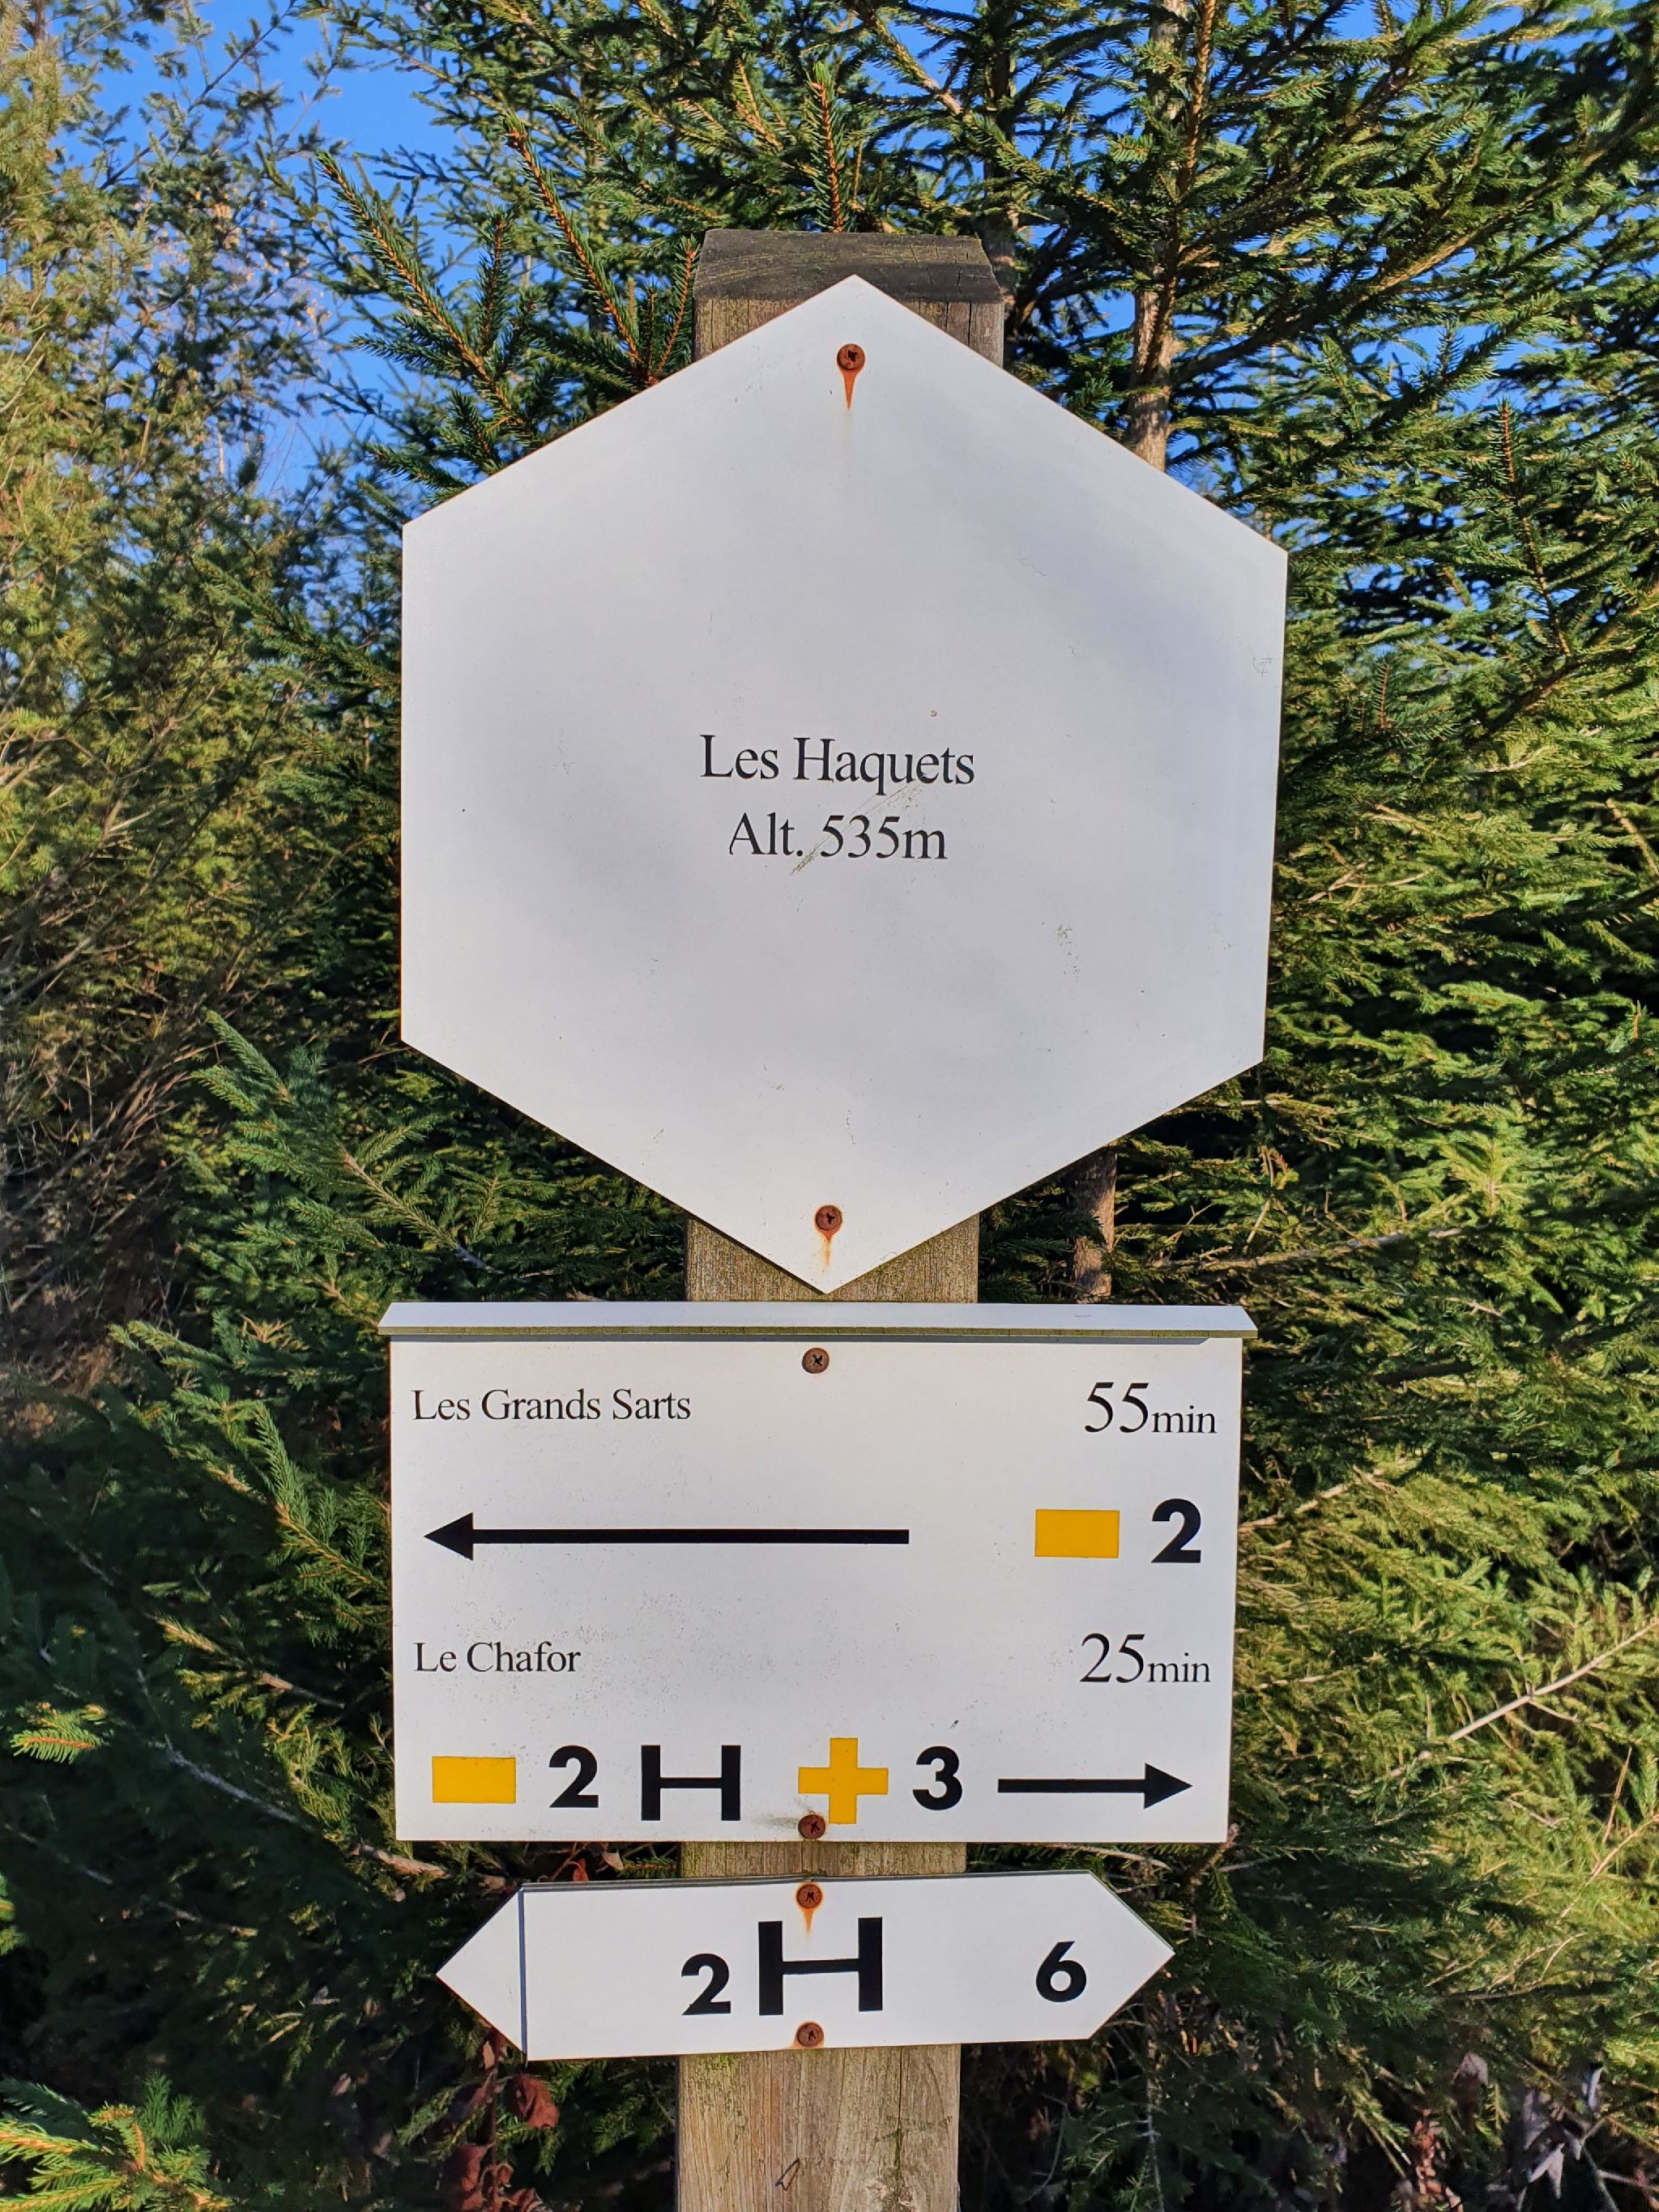 Les Haquets
Alt. 535m
Les Grands Sarts 55min
2
Le Chafor 25min
2 H 3
2 H 6